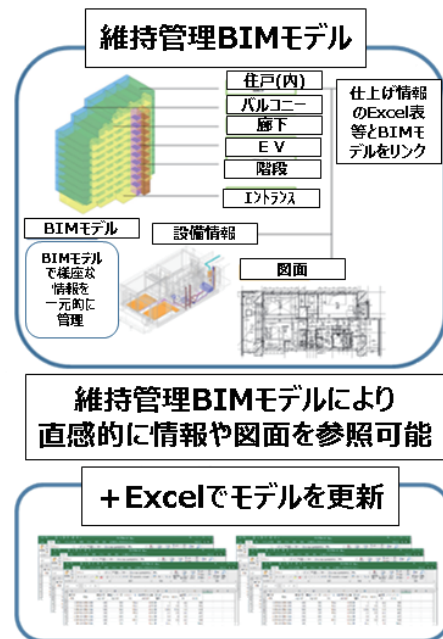 維持管理BIMモデル
住戸(内)
バルコニー
廊下
EV
階段
エントランス
仕上げ情報
のExcel表
等とBIMモ
デルをリンク
BIMモデル
設備情報
BIMモデル
で様座な
情報を
一元的に
管理
図面
維持管理BIMモデルにより
直感的に情報や図面を参照可能
+Excelでモデルを更新